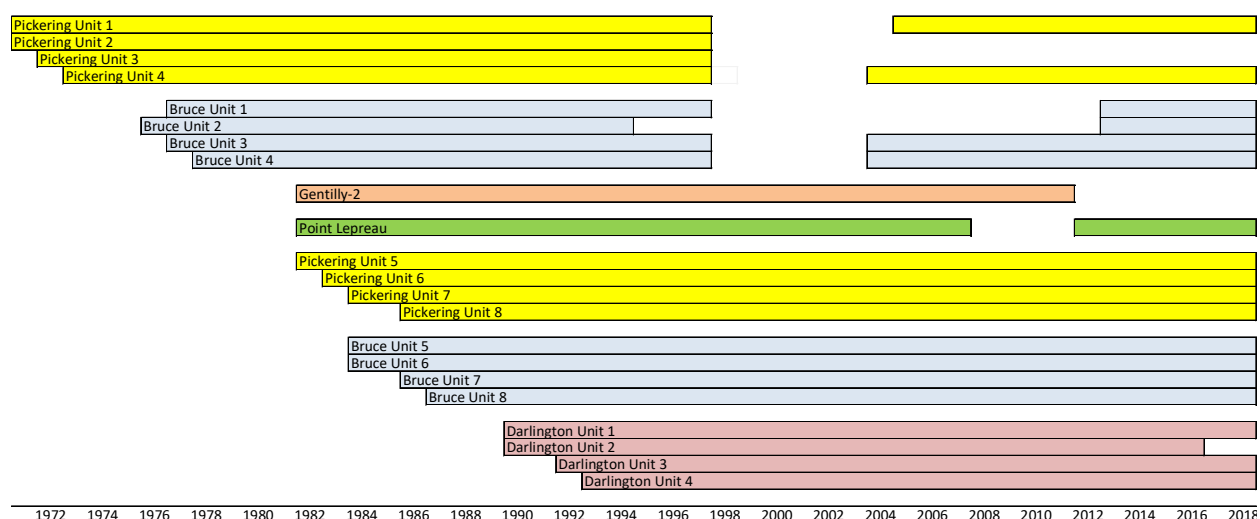 Pickering Unit 1
Pickering Unit 2
Pickering Unit 3
Pickering Unit 4
Bruce Unit 1
Bruce Unit 2
Bruce Unit 3
Bruce Unit 4
Gentilly-2
Point Lepreau
Pickering Unit 5
Pickering Unit 6
Pickering Unit 7
Pickering Unit 8
Bruce Unit 5
Bruce Unit 6
Bruce Unit 7
Bruce Unit 8
Darlington Unit 1
Darlington Unit 2
Darlington Unit 3
Darlington Unit 4
1972 1974 1976 1978 1980 1982 1984 1986 1988 1990 1992 1994 1996 1998 2000 2002 2004 2006 2008 2010 2012 2014 2016 2018